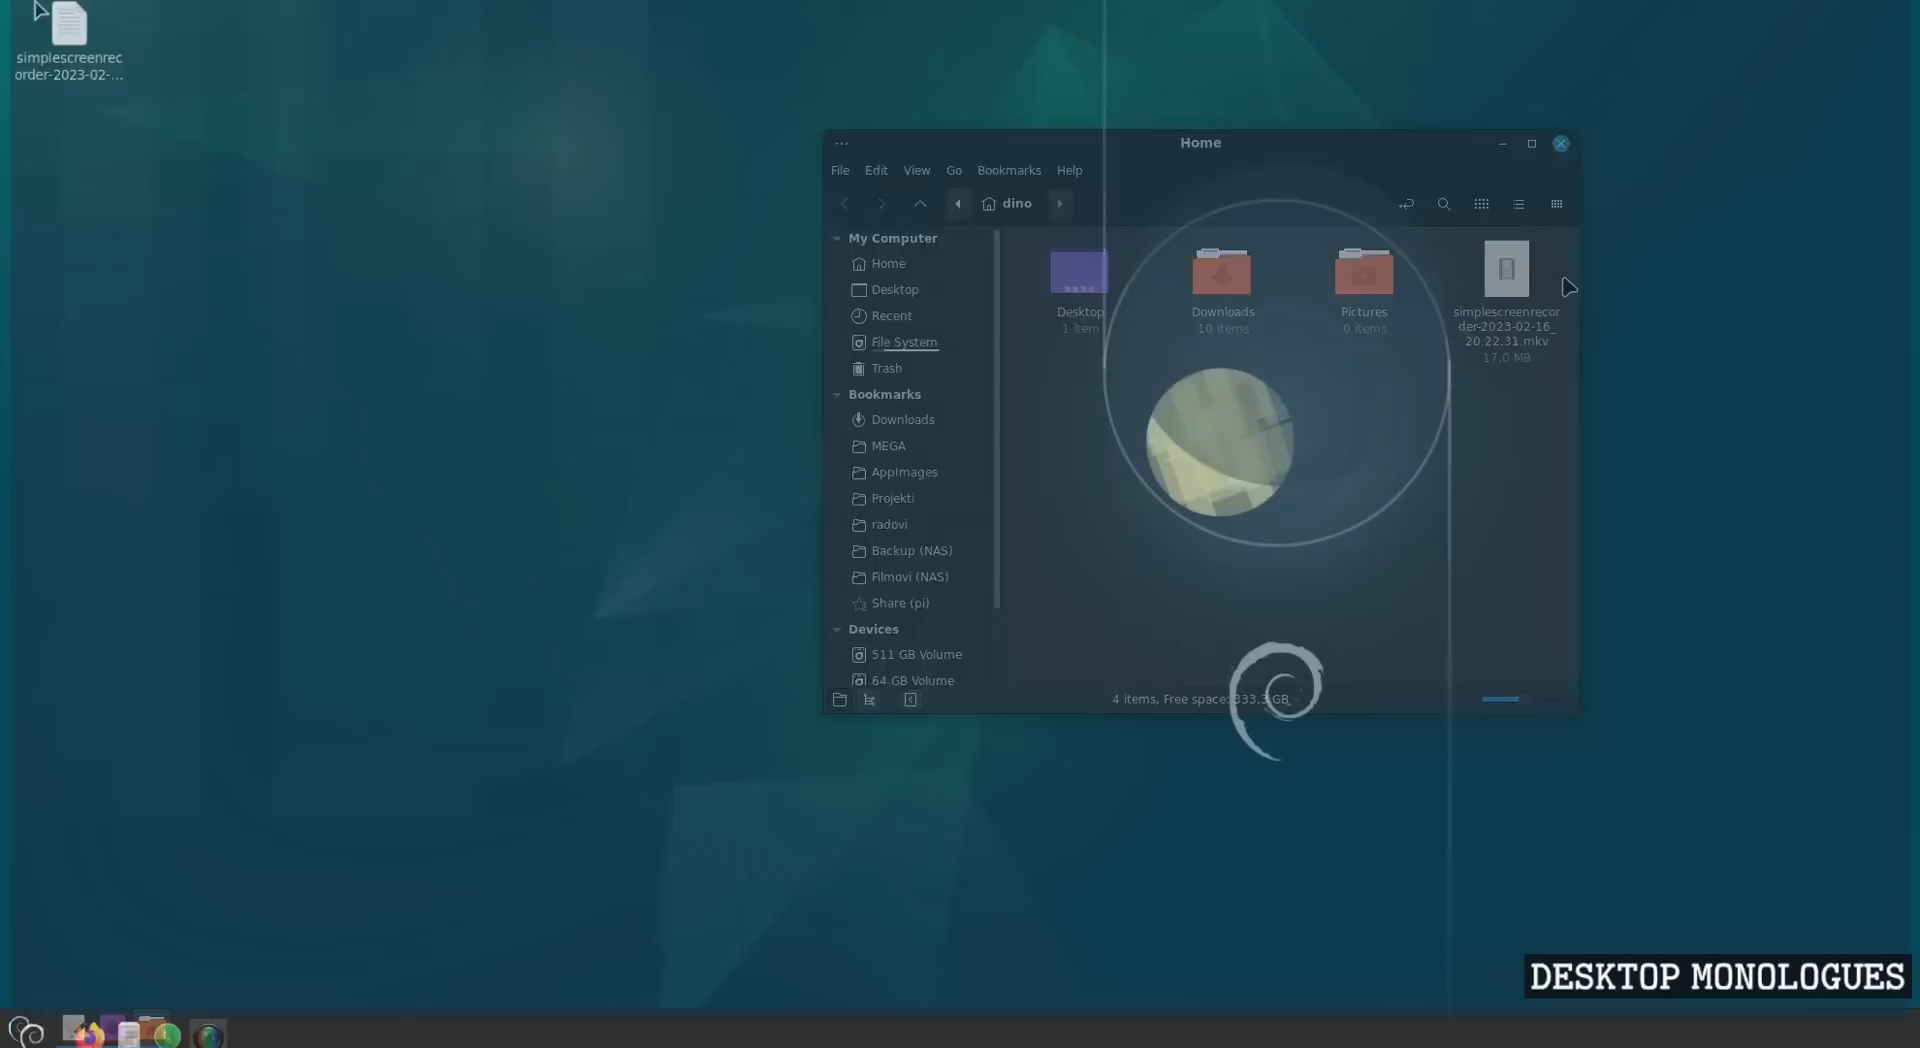 simplescreenrec
order-2023-02-...
Home
File Edit View Go Bookmarks Help
dino
My Computer
Home
Desktop
Recent
File System
Trash
Bookmarks
Downloads
MEGA
AppImages
Projekti
radovi
Backup (NAS)
Filmovi (NAS)
Share (pi)
Devices
511 GB Volume
64 GB Volume
Desktop
1 item
Downloads
10 items
Pictures
0 items
simplescreenrecor
der-2023-02-16_
20.22.31.mkv
17,0 MB
4 items, Free space: 333,3 GB
DESKTOP MONOLOGUES